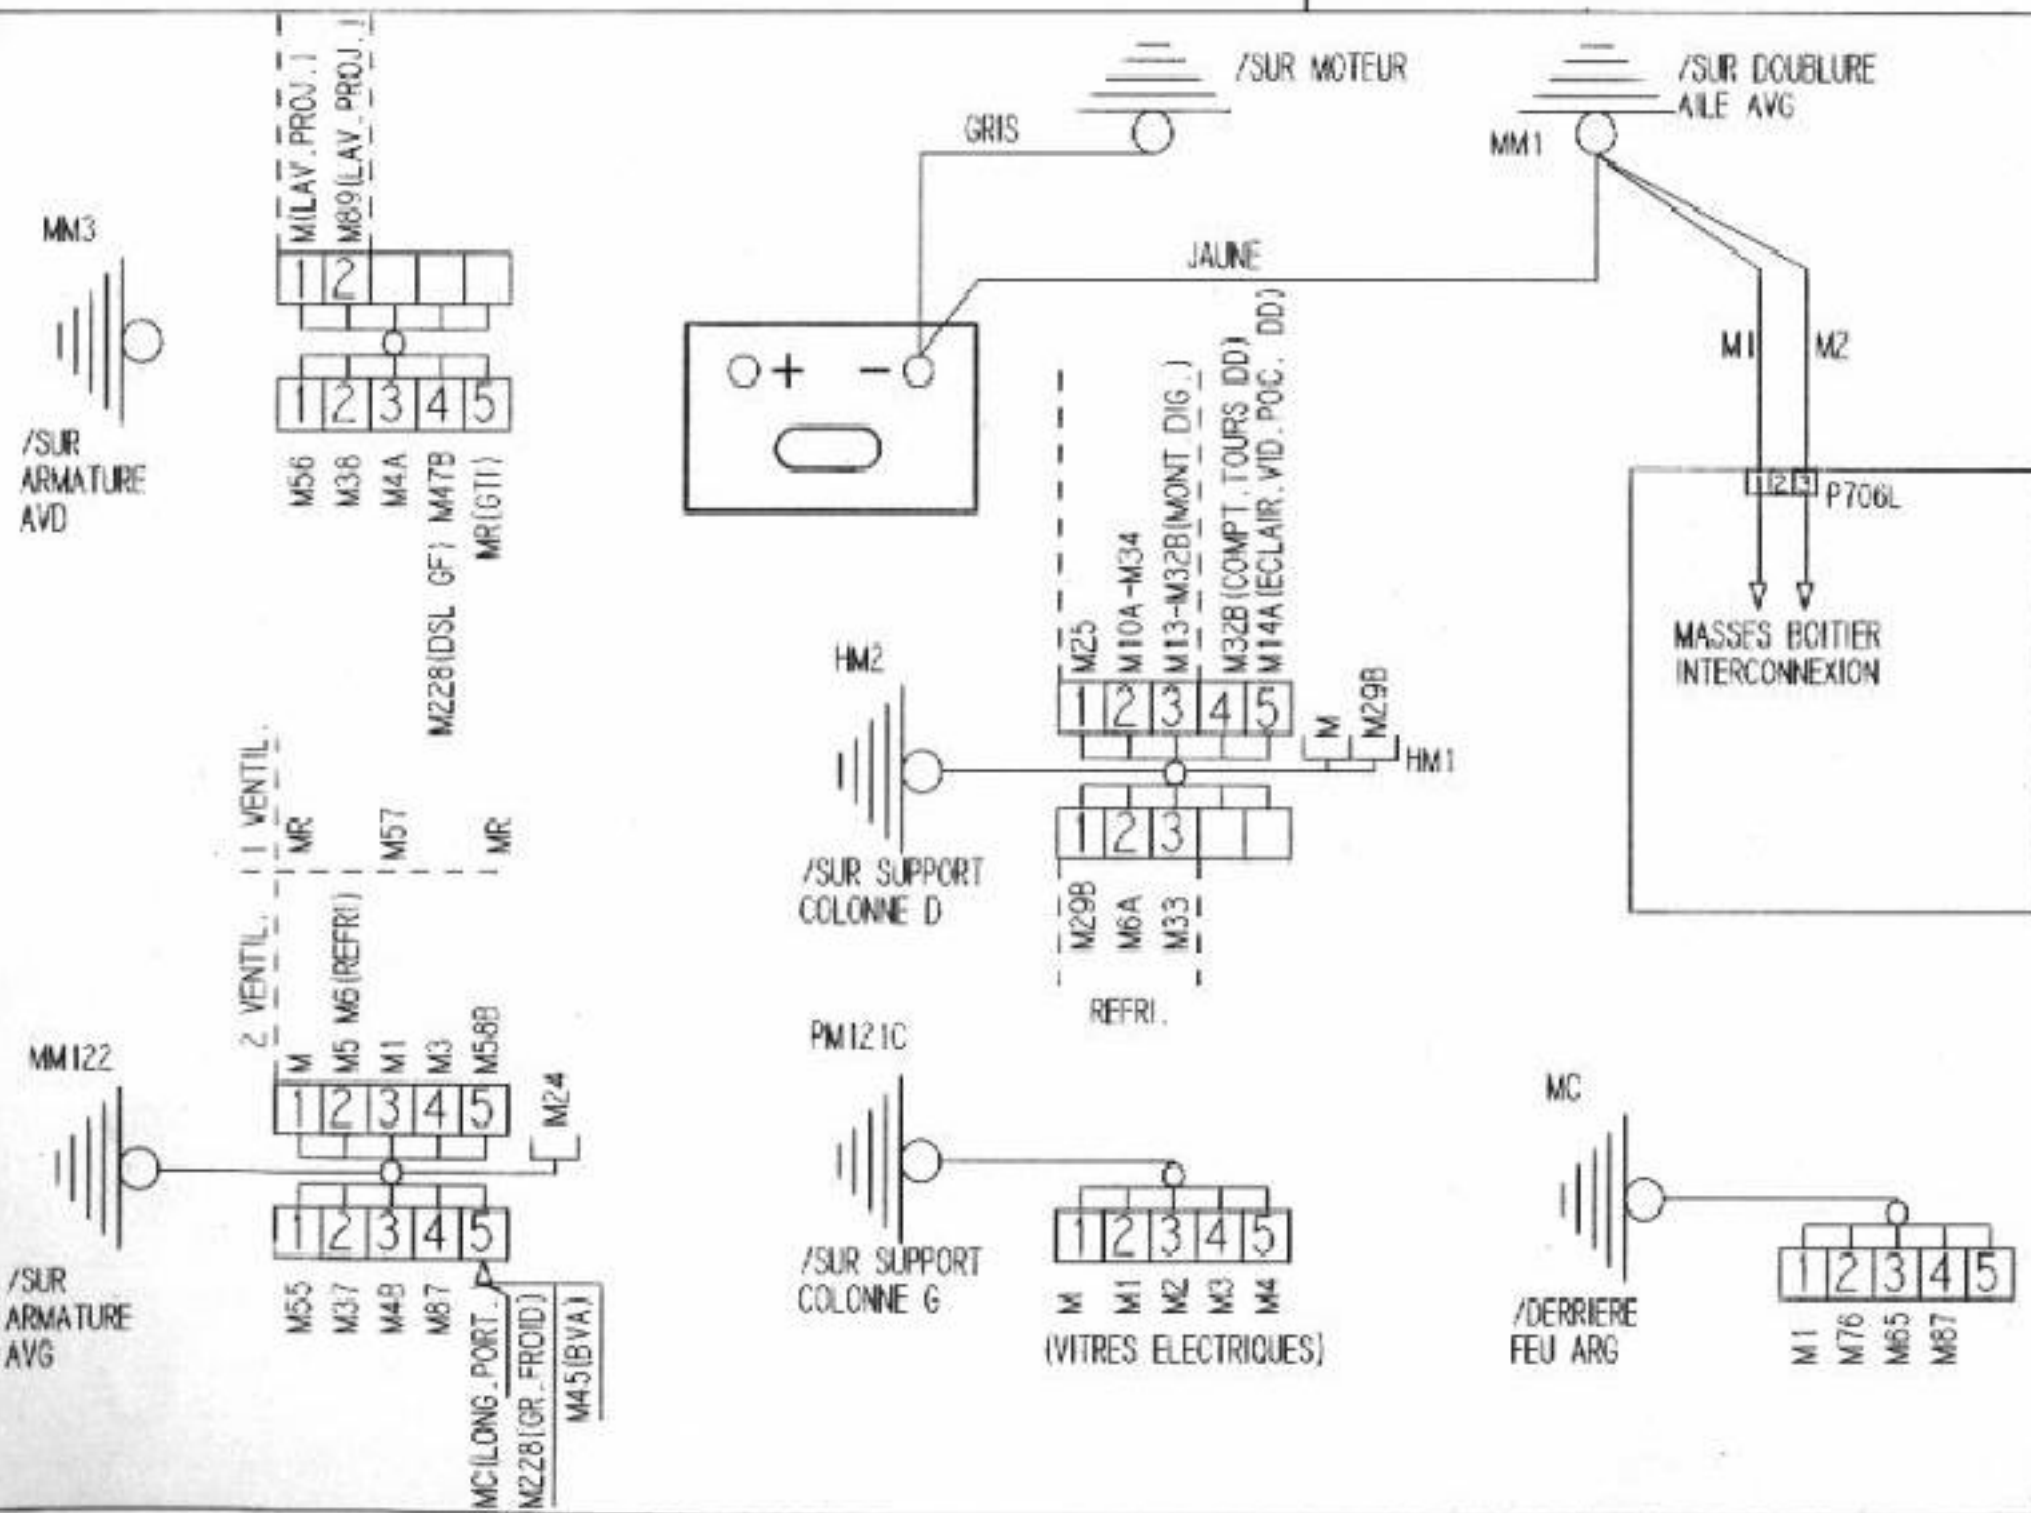 M(LAV.PROJ.)
M89(LAV.PROJ.)
MM3
1 2
1 2 3 4 5
/SUR
ARMATURE
AVD
M56
M38
M4A
M228(DSL GF) M47B
MR(GTI)
GRIS
/SUR MOTEUR
MM1
/SUR DOUBLURE
AILE AVG
JAUNE
+ -
M1
M2
1 2 3 P706L
MASSES BOITIER
INTERCONNEXION
HM2
M25
M10A-M34
M13-M32B(MONT.DIG.)
M32B(COMPT.TOURS DD)
M14A(ECLAIR.VID.POC. DD)
1 2 3 4 5
M
M29B
HM1
1 2 3
/SUR SUPPORT
COLONNE D
M29B
M6A
M33
REFRI.
1 VENTIL.
MR
M57
MR
2 VENTIL.
M
M5 M6(REFRI)
M1
M3
M58B
MM122
1 2 3 4 5
M24
1 2 3 4 5
/SUR
ARMATURE
AVG
M55
M37
M4B
M87
MC(LONG.PORT.)
M228(GR.FROID)
M45(BVA)
PM121C
1 2 3 4 5
/SUR SUPPORT
COLONNE G
M
M1
M2
M3
M4
(VITRES ELECTRIQUES)
MC
1 2 3 4 5
/DERRIERE
FEU ARG
M1
M76
M65
M87